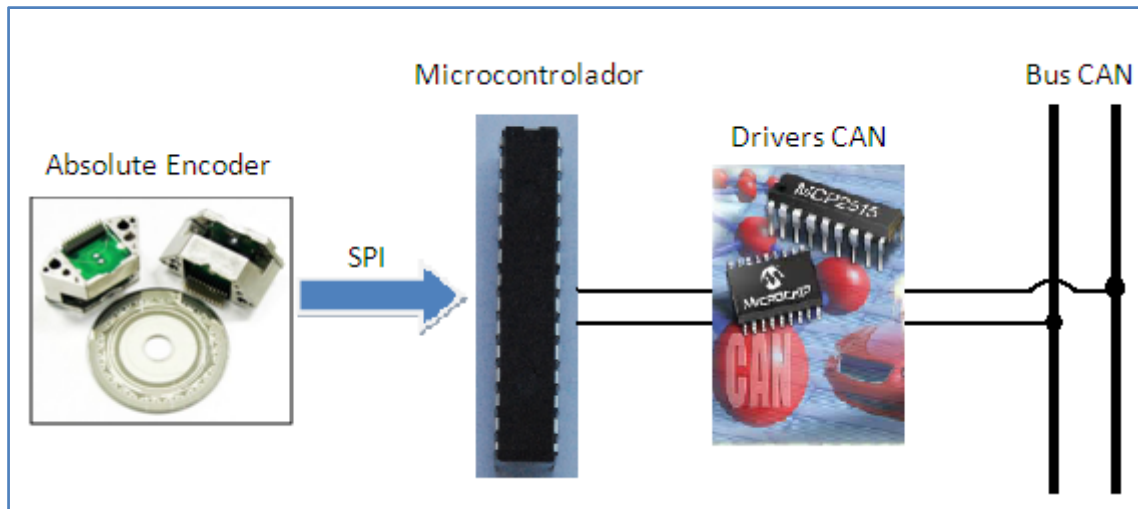 Microcontrolador
Bus CAN
Drivers CAN
Absolute Encoder
SPI
MCP2515
MICROCHIP
CAN